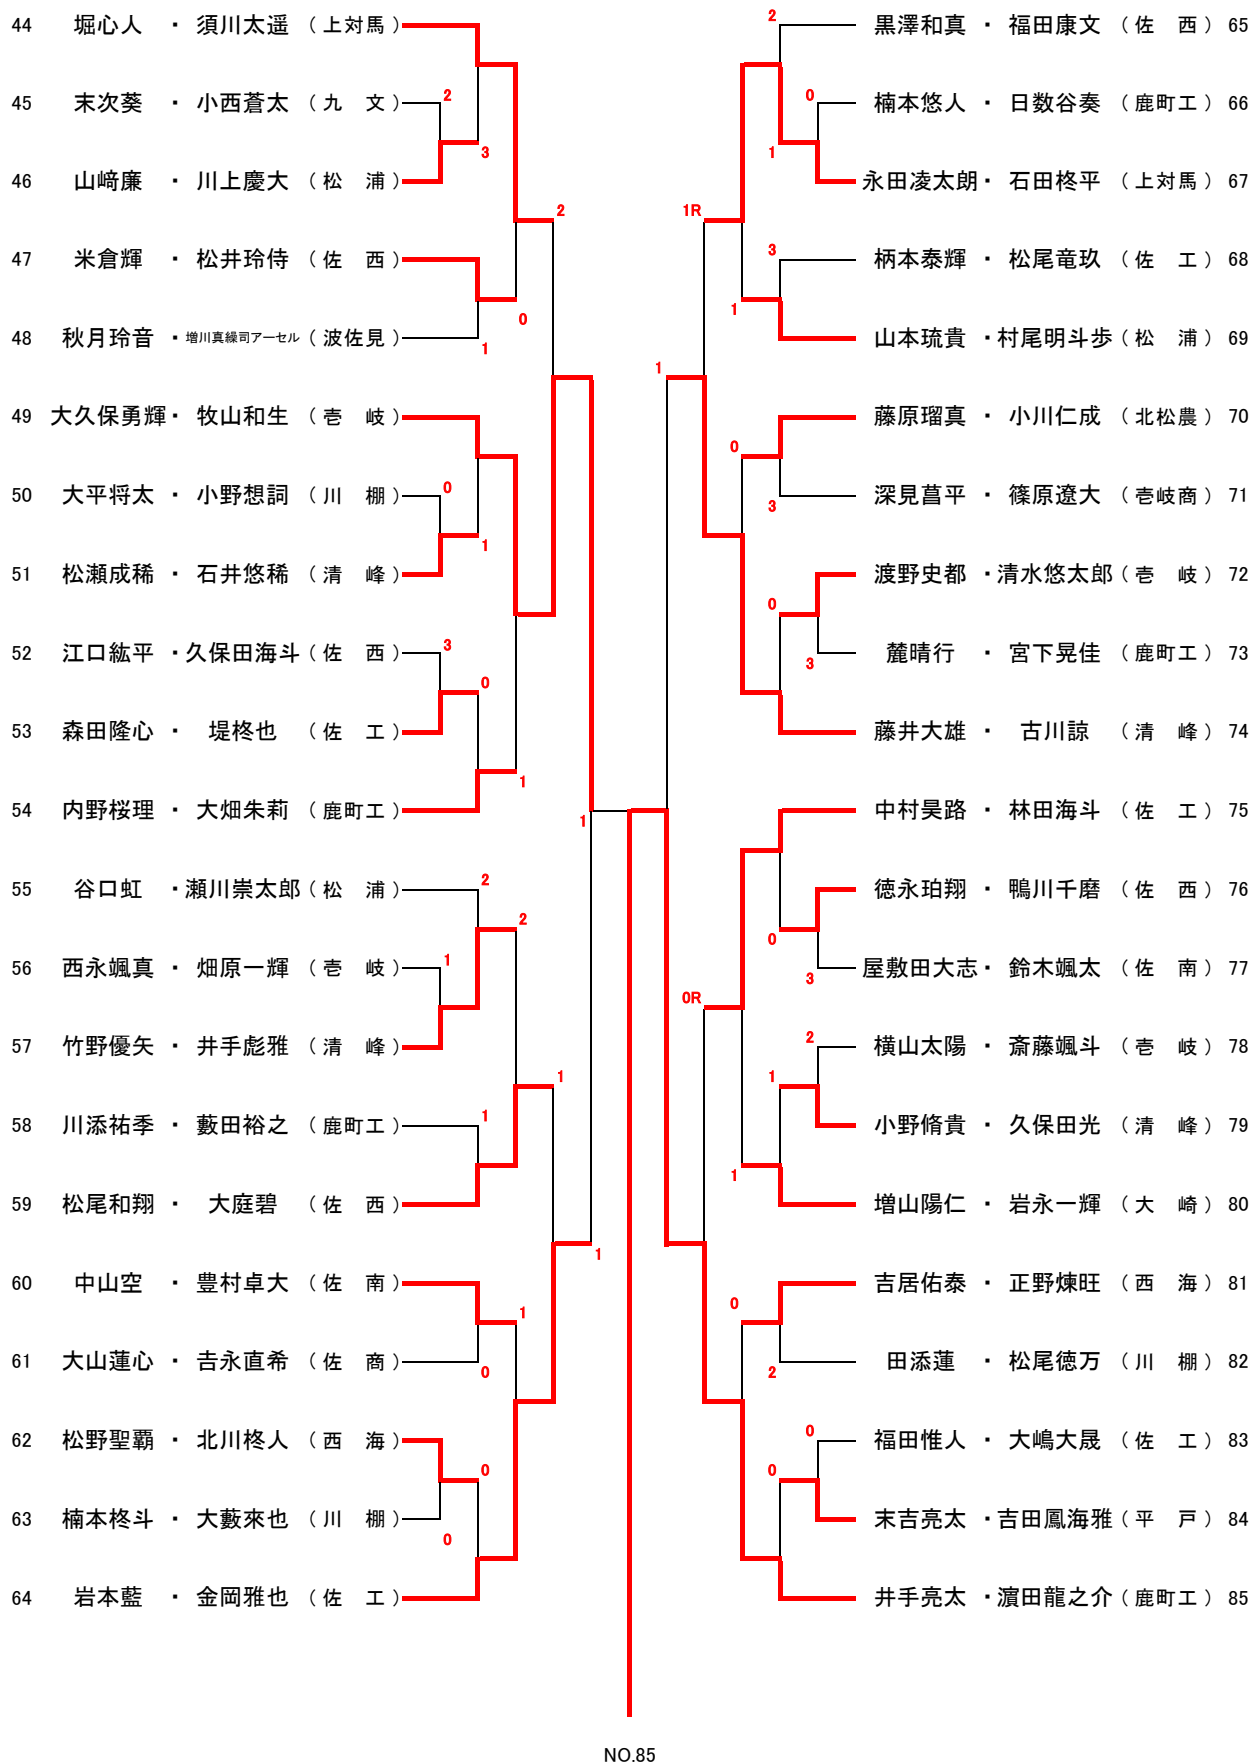 44 堀心人 ・ 須川太遥 （ 上対馬 ）
45 末次葵 ・ 小西蒼太 （ 九　文 ）
2
46 山﨑廉 ・ 川上慶大 （ 松　浦 ）
3
2
47 米倉輝 ・ 松井玲侍 （ 佐　西 ）
0
48 秋月玲音 ・ 増川真繰司アーセル （ 波佐見 ）
1
49 大久保勇輝 ・ 牧山和生 （ 壱　岐 ）
50 大平将太 ・ 小野想詞 （ 川　棚 ）
0
1
51 松瀬成稀 ・ 石井悠稀 （ 清　峰 ）
52 江口紘平 ・ 久保田海斗 （ 佐　西 ）
3
0
53 森田隆心 ・ 堤柊也 （ 佐　工 ）
1
54 内野桜理 ・ 大畑朱莉 （ 鹿町工 ）
1
55 谷口虹 ・ 瀬川崇太郎 （ 松　浦 ）
2
2
56 西永颯真 ・ 畑原一輝 （ 壱　岐 ）
1
57 竹野優矢 ・ 井手彪雅 （ 清　峰 ）
1
58 川添祐季 ・ 藪田裕之 （ 鹿町工 ）
1
59 松尾和翔 ・ 大庭碧 （ 佐　西 ）
1
60 中山空 ・ 豊村卓大 （ 佐　南 ）
1
61 大山蓮心 ・ 吉永直希 （ 佐　商 ）
0
62 松野聖覇 ・ 北川柊人 （ 西　海 ）
0
63 楠本柊斗 ・ 大藪來也 （ 川　棚 ）
0
64 岩本藍 ・ 金岡雅也 （ 佐　工 ）
2
黒澤和真 ・ 福田康文 （ 佐　西 ） 65
0
楠本悠人 ・ 日数谷奏 （ 鹿町工 ） 66
1
永田凌太朗 ・ 石田柊平 （ 上対馬 ） 67
1R
3
柄本泰輝 ・ 松尾竜玖 （ 佐　工 ） 68
1
山本琉貴 ・ 村尾明斗歩 （ 松　浦 ） 69
1
藤原瑠真 ・ 小川仁成 （ 北松農 ） 70
0
深見菖平 ・ 篠原遼大 （ 壱岐商 ） 71
3
渡野史都 ・ 清水悠太郎 （ 壱　岐 ） 72
0
麓晴行 ・ 宮下晃佳 （ 鹿町工 ） 73
3
藤井大雄 ・ 古川諒 （ 清　峰 ） 74
中村昊路 ・ 林田海斗 （ 佐　工 ） 75
徳永珀翔 ・ 鴨川千磨 （ 佐　西 ） 76
0
屋敷田大志 ・ 鈴木颯太 （ 佐　南 ） 77
3
0R
2
横山太陽 ・ 斎藤颯斗 （ 壱　岐 ） 78
1
小野脩貴 ・ 久保田光 （ 清　峰 ） 79
1
増山陽仁 ・ 岩永一輝 （ 大　崎 ） 80
吉居佑泰 ・ 正野煉旺 （ 西　海 ） 81
0
田添蓮 ・ 松尾徳万 （ 川　棚 ） 82
2
0
福田惟人 ・ 大嶋大晟 （ 佐　工 ） 83
0
末吉亮太 ・ 吉田鳳海雅 （ 平　戸 ） 84
井手亮太 ・ 濵田龍之介 （ 鹿町工 ） 85
NO.85